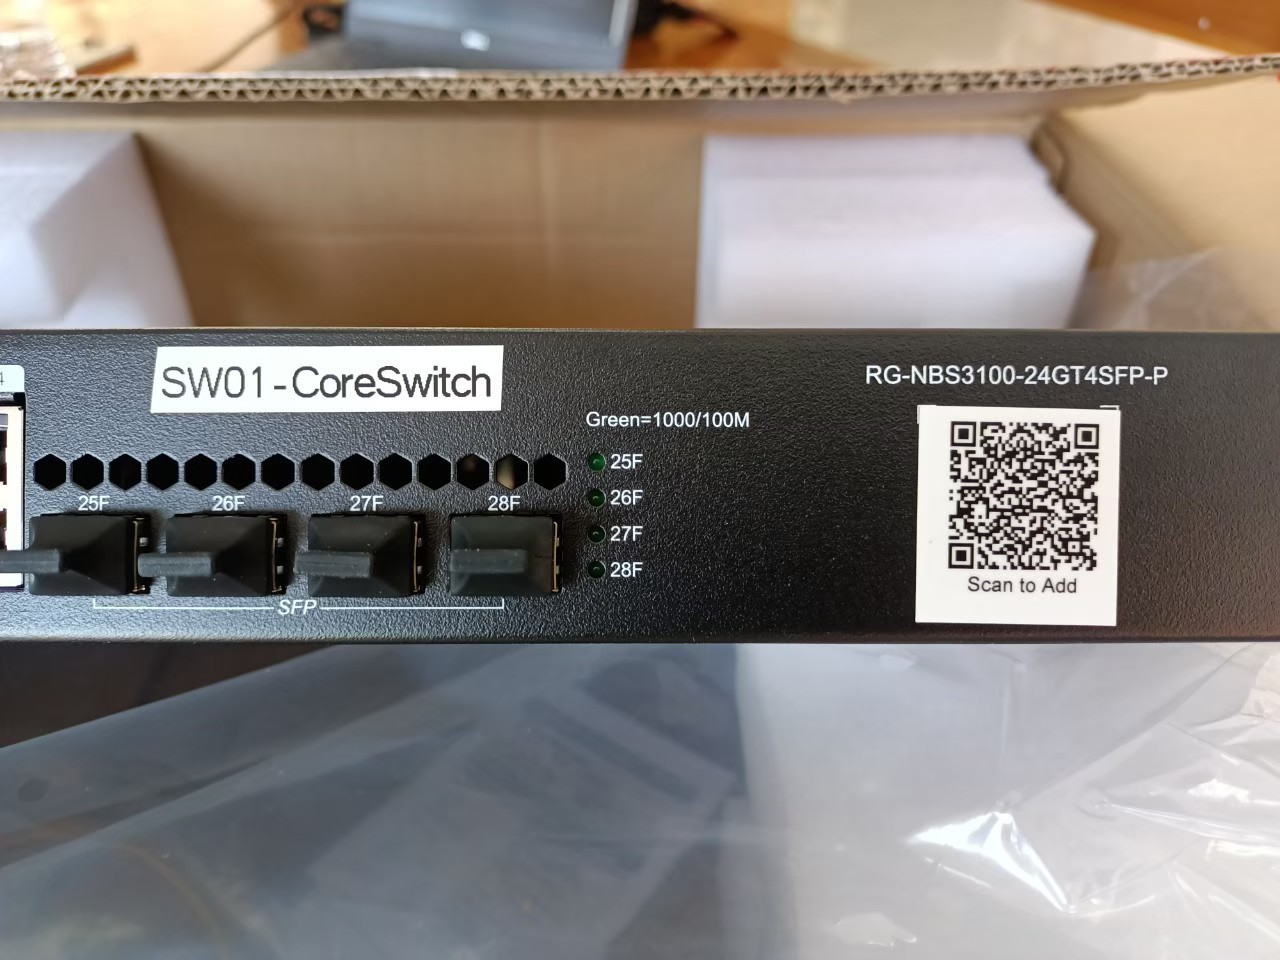 4
SW01-CoreSwitch
RG-NBS3100-24GT4SFP-P
Green=1000/100M
25F
26F
27F
28F
25F
26F
27F
28F
SFP
Scan to Add